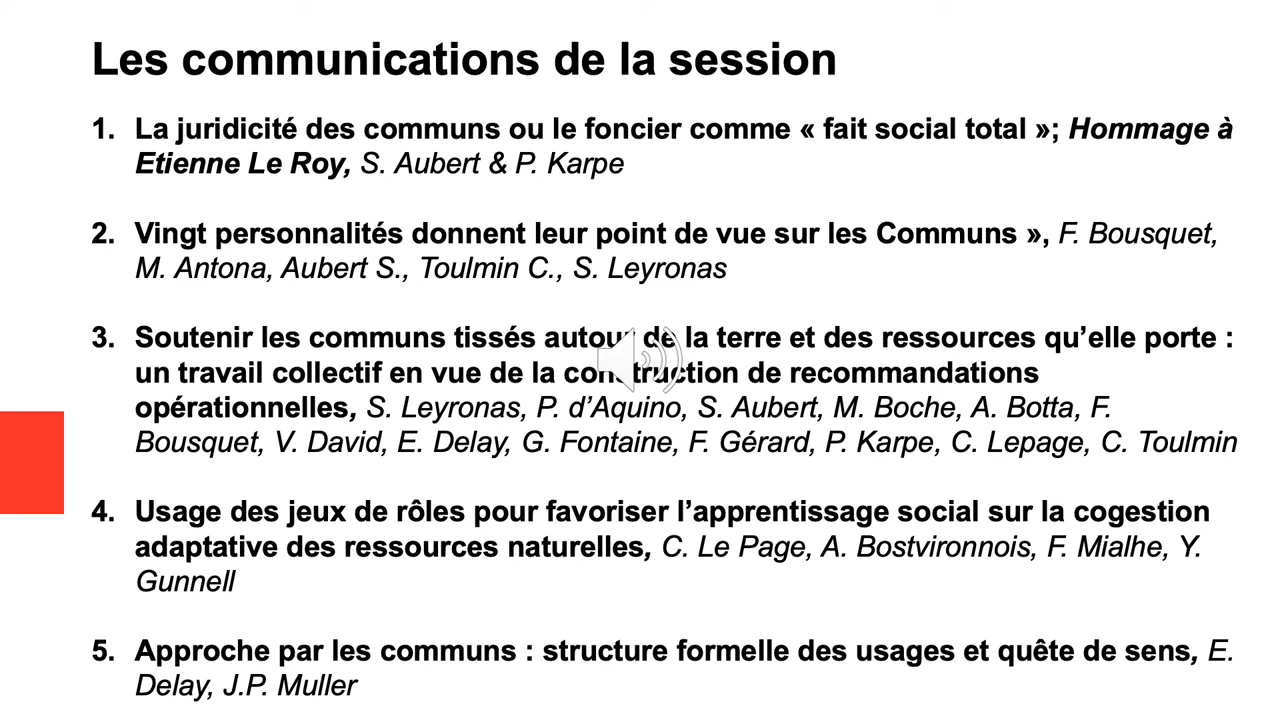 Les communications de la session
1. La juridicité des communs ou le foncier comme « fait social total »; Hommage à
Etienne Le Roy, S. Aubert & P. Karpe
2. Vingt personnalités donnent leur point de vue sur les Communs », F. Bousquet,
M. Antona, Aubert S., Toulmin C., S. Leyronas
3. Soutenir les communs tissés autour de la terre et des ressources qu’elle porte :
un travail collectif en vue de la construction de recommandations
opérationnelles, S. Leyronas, P. d’Aquino, S. Aubert, M. Boche, A. Botta, F.
Bousquet, V. David, E. Delay, G. Fontaine, F. Gérard, P. Karpe, C. Lepage, C. Toulmin
4. Usage des jeux de rôles pour favoriser l’apprentissage social sur la cogestion
adaptative des ressources naturelles, C. Le Page, A. Bostvironnois, F. Mialhe, Y.
Gunnell
5. Approche par les communs : structure formelle des usages et quête de sens, E.
Delay, J.P. Muller